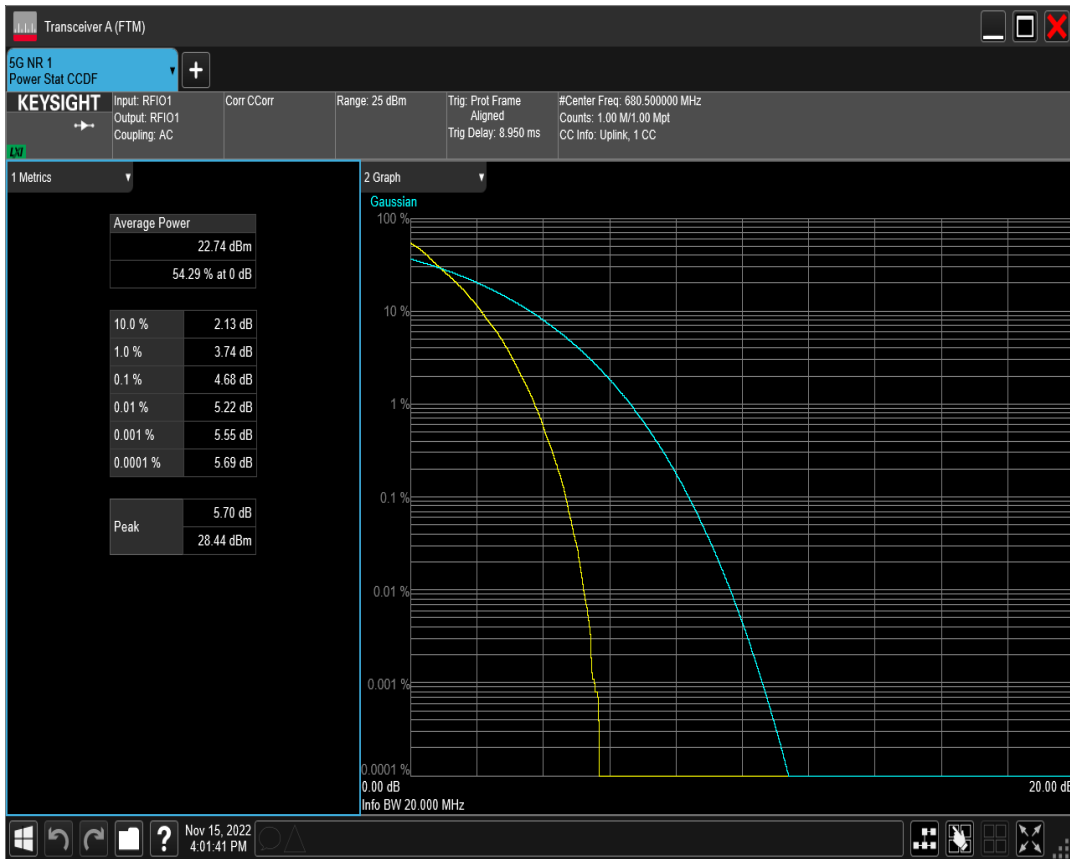 Transceiver A (FTM)
5G NR 1
Power Stat CCDF
+
KEYSIGHT
LXI
Input: RFIO1
Output: RFIO1
Coupling: AC
Corr CCorr
Range: 25 dBm
Trig: Prot Frame
Aligned
Trig Delay: 8.950 ms
#Center Freq: 680.500000 MHz
Counts: 1.00 M/1.00 Mpt
CC Info: Uplink, 1 CC
1 Metrics
Average Power
22.74 dBm
54.29 % at 0 dB
10.0 % 2.13 dB
1.0 % 3.74 dB
0.1 % 4.68 dB
0.01 % 5.22 dB
0.001 % 5.55 dB
0.0001 % 5.69 dB
Peak
5.70 dB
28.44 dBm
2 Graph
Gaussian
100 %
10 %
1 %
0.1 %
0.01 %
0.001 %
0.0001 %
0.00 dB 20.00 dB
Info BW 20.000 MHz
?
Nov 15, 2022
4:01:41 PM